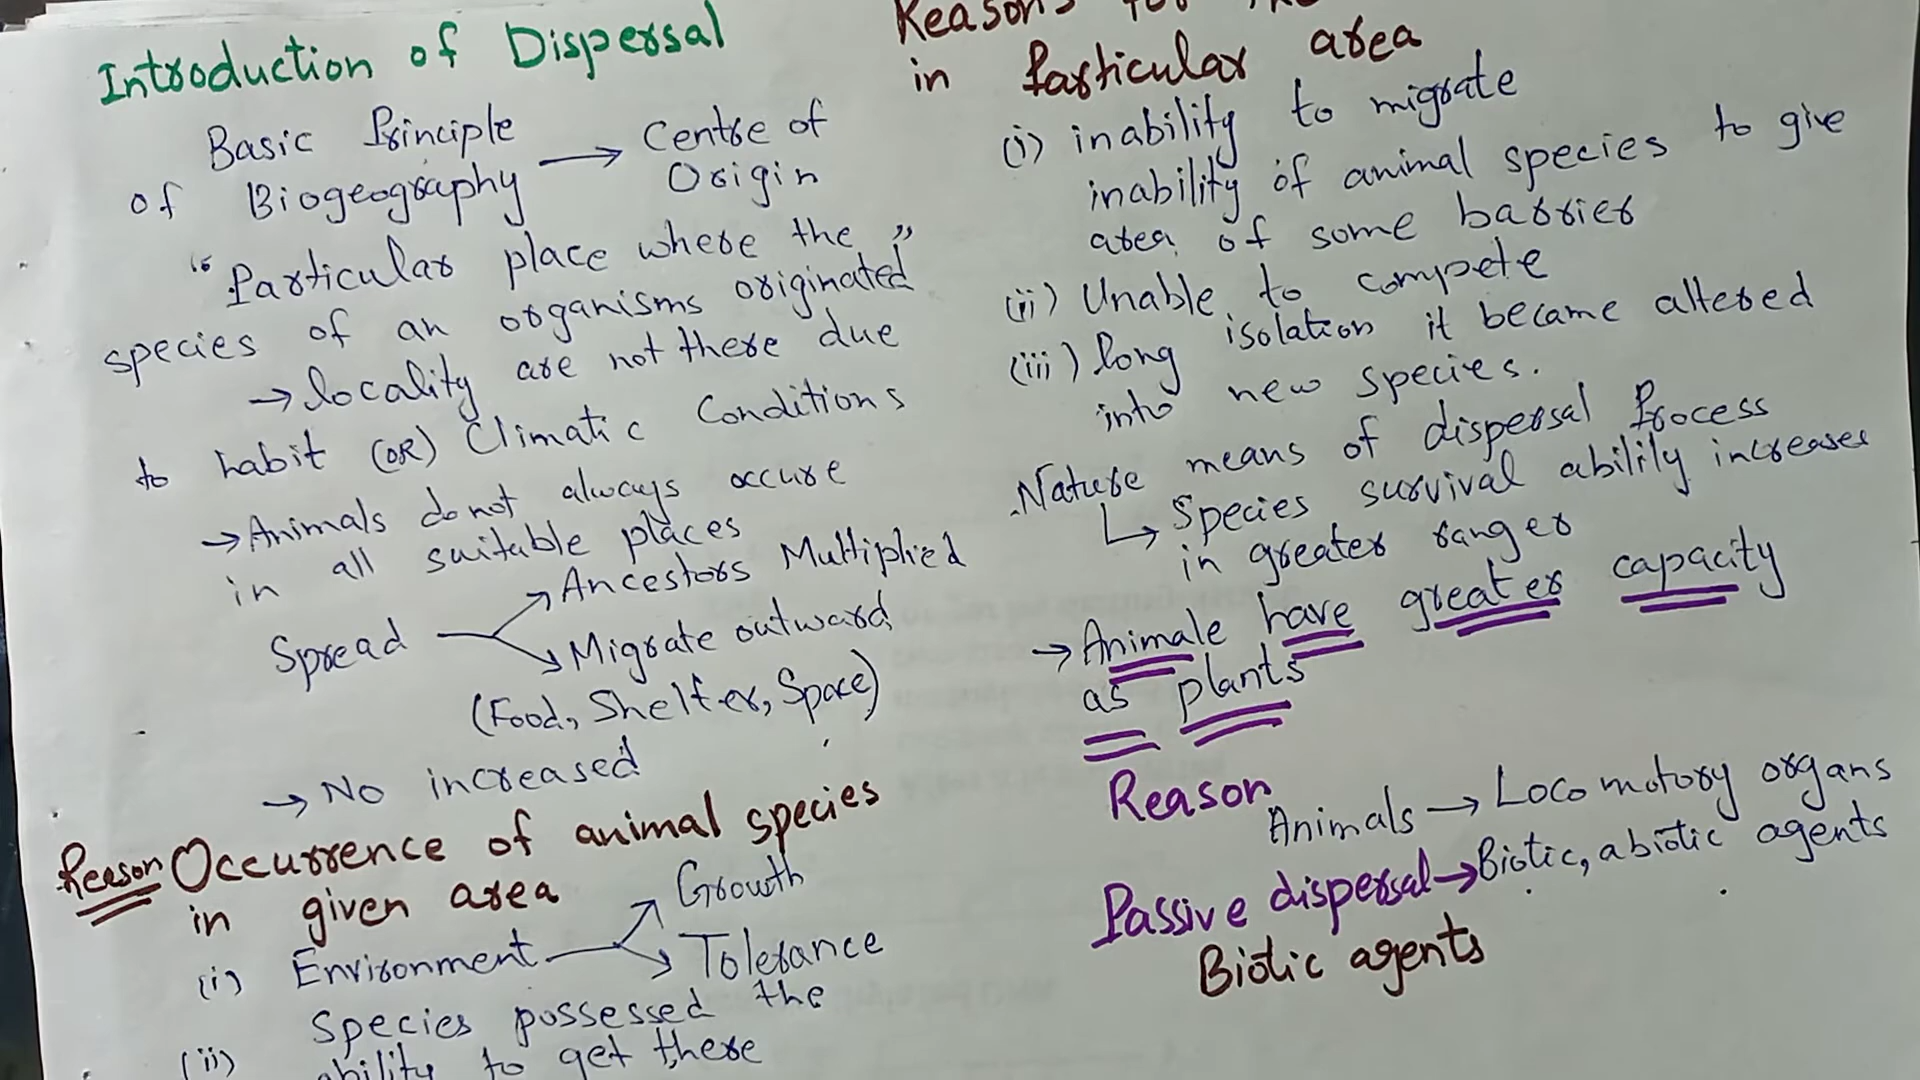 Introduction of Dispersal
Basic Principle
of Biogeography → Centre of
Origin
"Particular place where the"
species of an organisms originated
→ locality are not there due
to habit (OR) Climatic Conditions
→ Animals do not always occure
in all suitable places
Spread → Ancestors Multiplied
→ Migrate outward
(Food, Shelter, Space)
→ No increased
Reason Occurrence of animal species
in given area
(i) Environment → Growth
→ Tolerance
(ii) Species possessed the
ability to get there
Reasons for
in Particular area
(i) inability to migrate
inability of animal species to give
area of some barrier
(ii) Unable to compete
(iii) long isolation it became altered
into new species.
Nature means of dispersal Process
↳ Species survival ability increases
in greater ranger
→ Animale have greater capacity
as plants
Reason
Animals → Locomotory organs
Passive dispersal → Biotic, abiotic agents
Biotic agents